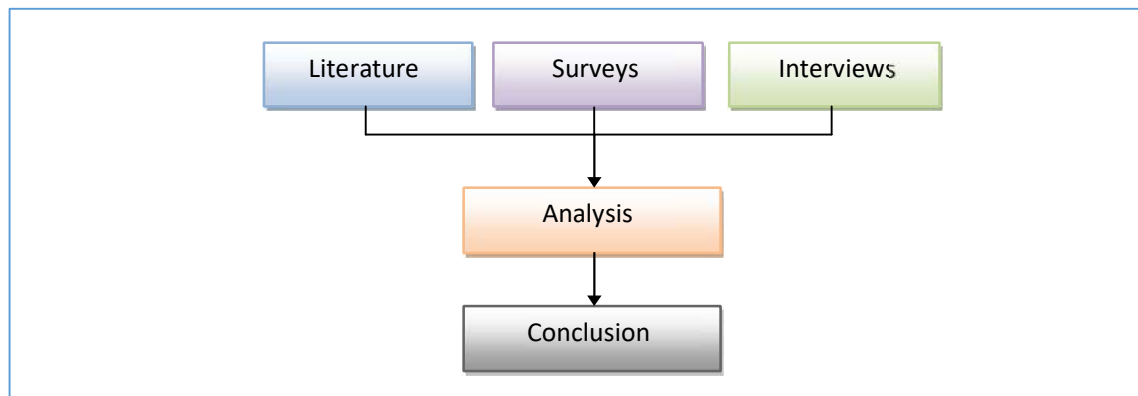 Literature
Surveys
Interviews
Analysis
Conclusion